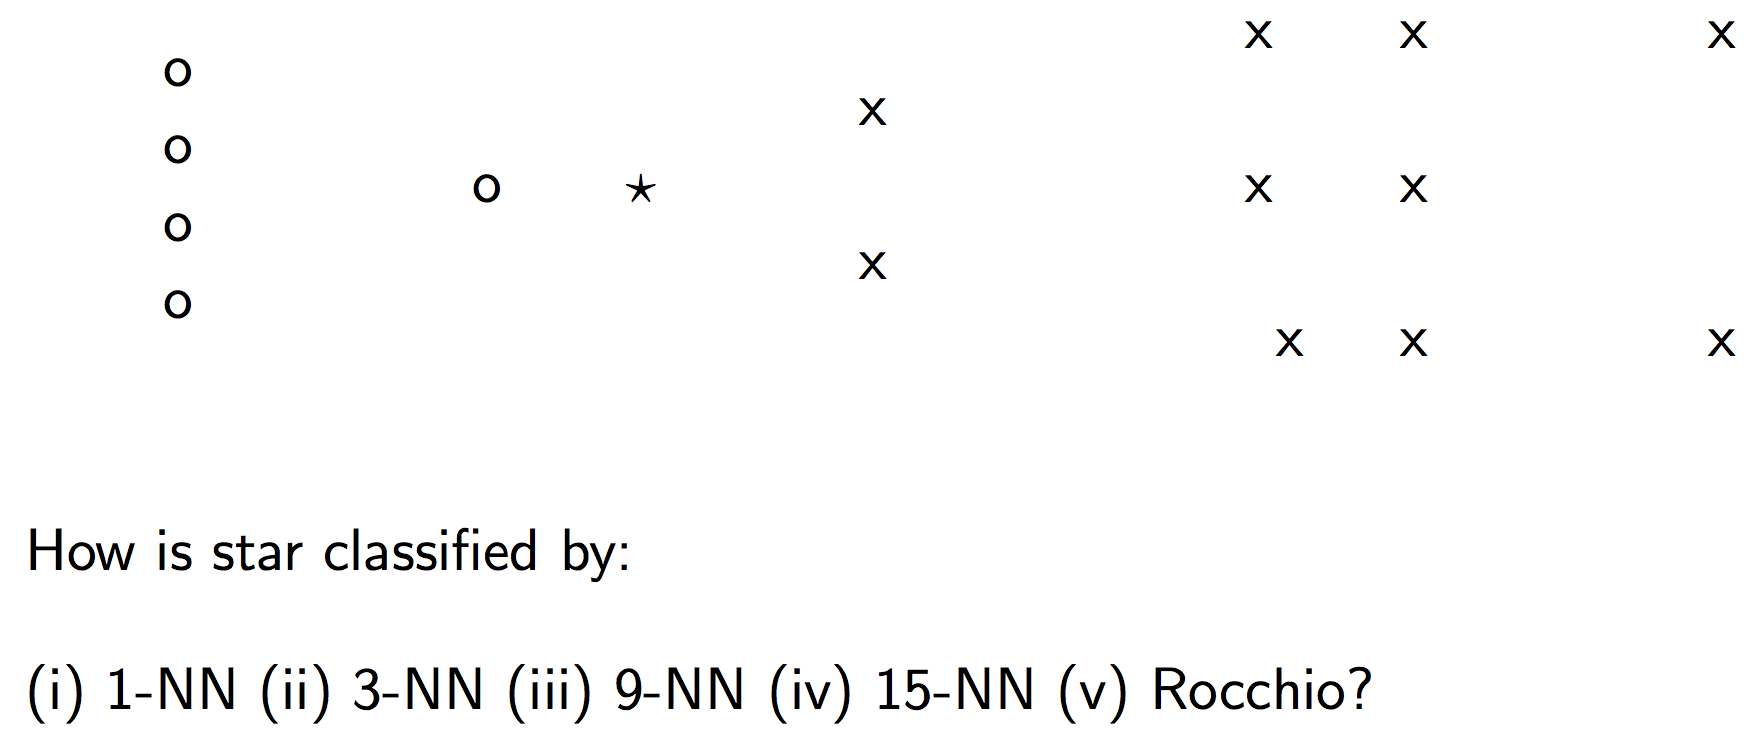 x x x
o
x
o
o ⋆ x x
o
x
o
x x x
How is star classified by:
(i) 1-NN (ii) 3-NN (iii) 9-NN (iv) 15-NN (v) Rocchio?